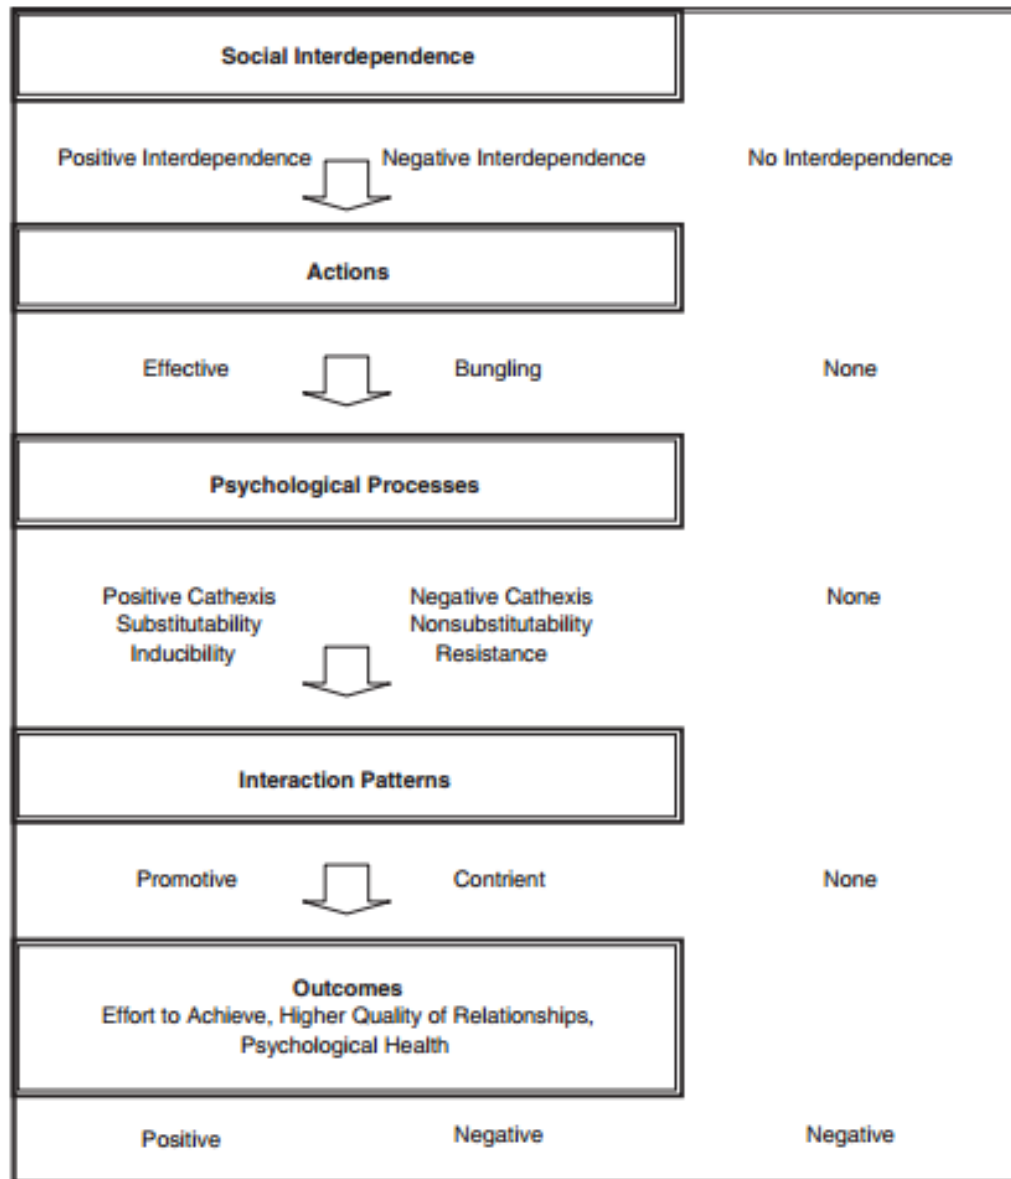 Social Interdependence
Positive Interdependence Negative Interdependence No Interdependence
Actions
Effective Bungling None
Psychological Processes
Positive Cathexis Negative Cathexis None
Substitutability Nonsubstitutability
Inducibility Resistance
Interaction Patterns
Promotive Contrient None
Outcomes
Effort to Achieve, Higher Quality of Relationships,
Psychological Health
Positive Negative Negative